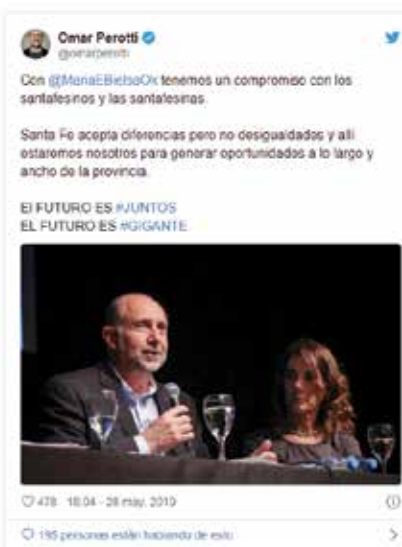 Omar Perotti
@omarperotti
Con @MariaEBielsaOk tenemos un compromiso con los
santafesinos y las santafesinas.
Santa Fe acepta diferencias pero no desigualdades y allí
estaremos nosotros para generar oportunidades a lo largo y
ancho de la provincia.
El FUTURO ES #JUNTOS
EL FUTURO ES #GIGANTE
478 18:04 - 28 may. 2019
195 personas están hablando de esto